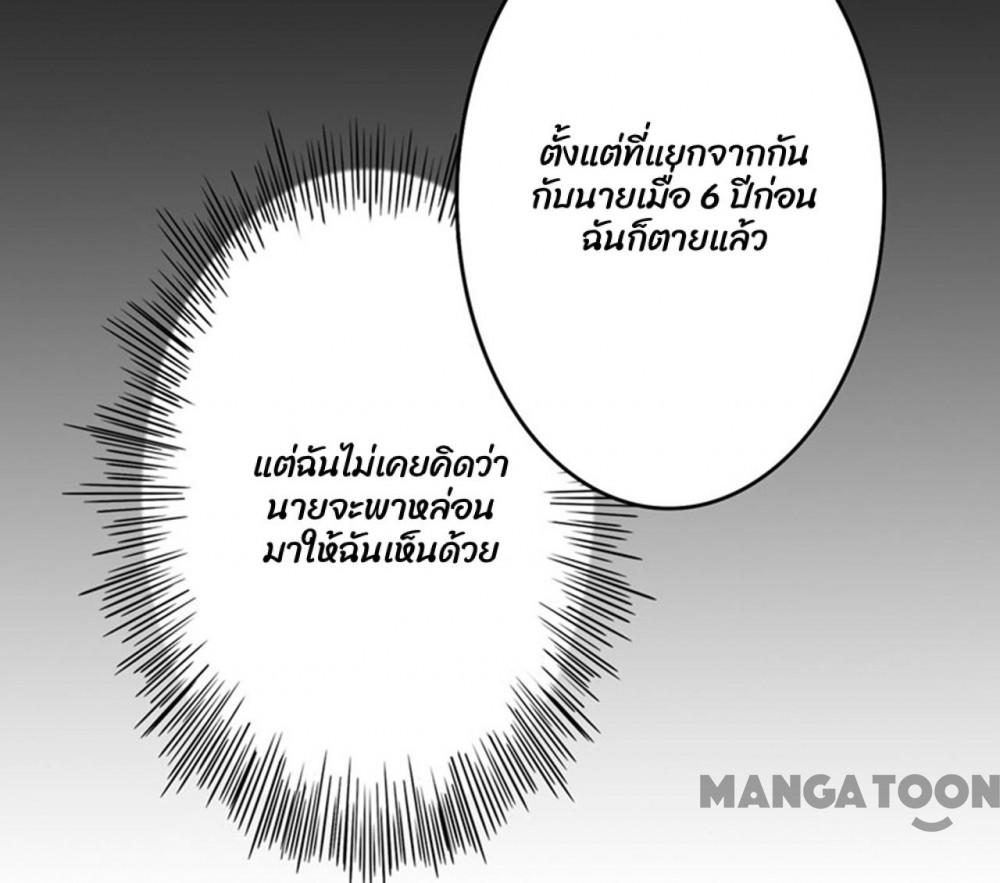 ตั้งแต่ที่แยกจากกัน
กับนายเมื่อ 6 ปีก่อน
ฉันก็ตายแล้ว
แต่ฉันไม่เคยคิดว่า
นายจะพาหล่อน
มาให้ฉันเห็นด้วย
MANGATOON